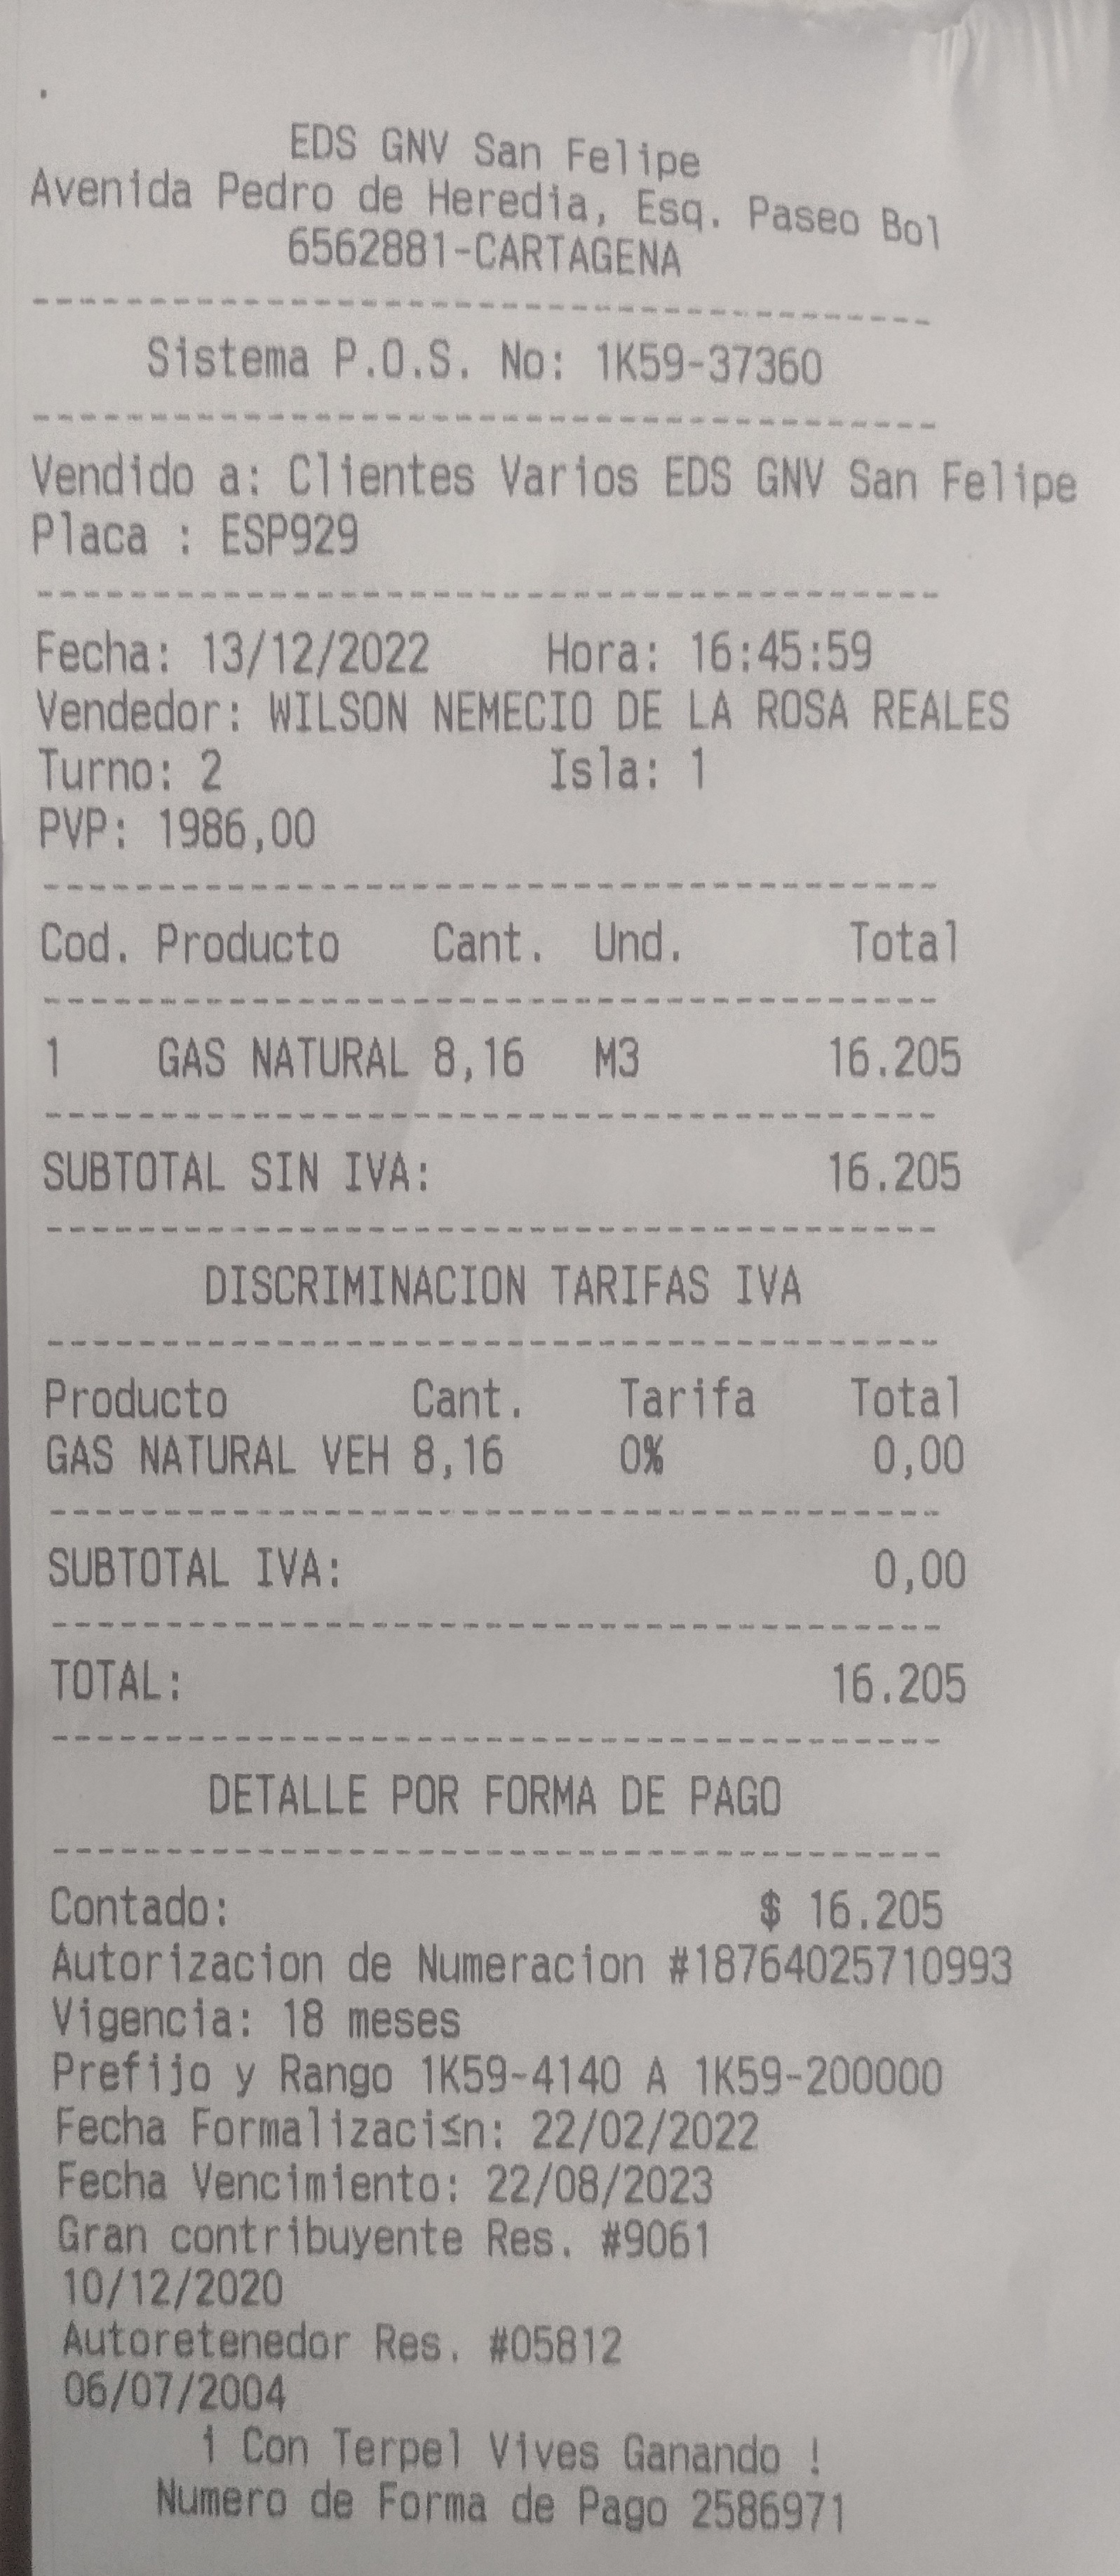 EDS GNV San Felipe
Avenida Pedro de Heredia, Esq. Paseo Bol
6562881-CARTAGENA
----------------------------------------
Sistema P.O.S. No: 1K59-37360
----------------------------------------
Vendido a: Clientes Varios EDS GNV San Felipe
Placa : ESP929
----------------------------------------
Fecha: 13/12/2022 Hora: 16:45:59
Vendedor: WILSON NEMECIO DE LA ROSA REALES
Turno: 2 Isla: 1
PVP: 1986,00
----------------------------------------
Cod. Producto Cant. Und. Total
----------------------------------------
1 GAS NATURAL 8,16 M3 16.205
----------------------------------------
SUBTOTAL SIN IVA: 16.205
----------------------------------------
DISCRIMINACION TARIFAS IVA
----------------------------------------
Producto Cant. Tarifa Total
GAS NATURAL VEH 8,16 0% 0,00
----------------------------------------
SUBTOTAL IVA: 0,00
----------------------------------------
TOTAL: 16.205
----------------------------------------
DETALLE POR FORMA DE PAGO
----------------------------------------
Contado: $ 16.205
Autorizacion de Numeracion #18764025710993
Vigencia: 18 meses
Prefijo y Rango 1K59-4140 A 1K59-200000
Fecha Formalizaci≤n: 22/02/2022
Fecha Vencimiento: 22/08/2023
Gran contribuyente Res. #9061
10/12/2020
Autoretenedor Res. #05812
06/07/2004
¡ Con Terpel Vives Ganando !
Numero de Forma de Pago 2586971